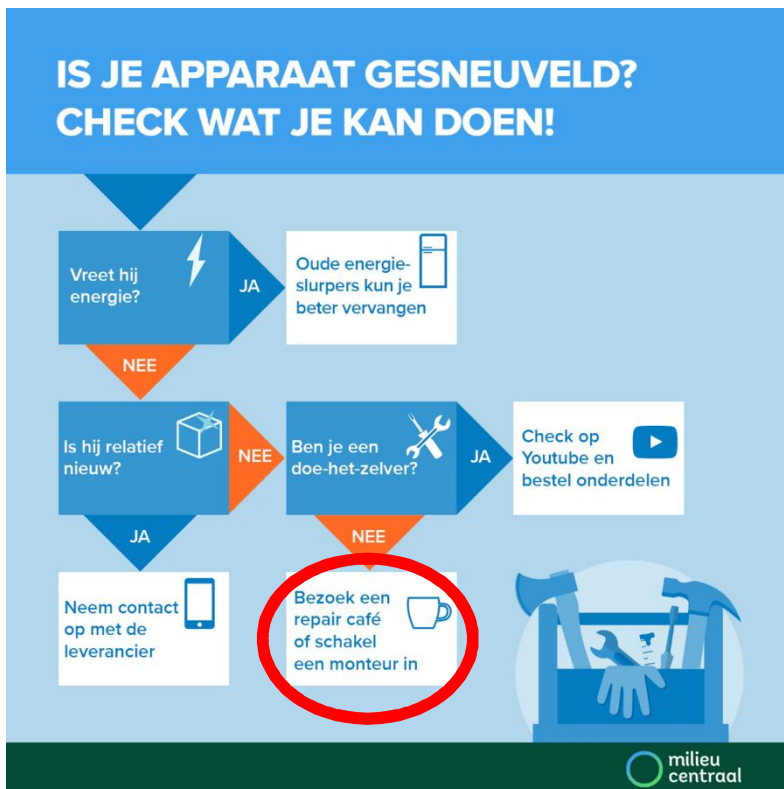 IS JE APPARAAT GESNEUVELD?
CHECK WAT JE KAN DOEN!
Vreet hij
energie?
JA
Oude energie-
slurpers kun je
beter vervangen
NEE
Is hij relatief
nieuw?
NEE
Ben je een
doe-het-zelver?
JA
Check op
Youtube en
bestel onderdelen
JA
NEE
Neem contact
op met de
leverancier
Bezoek een
repair café
of schakel
een monteur in
milieu
centraal